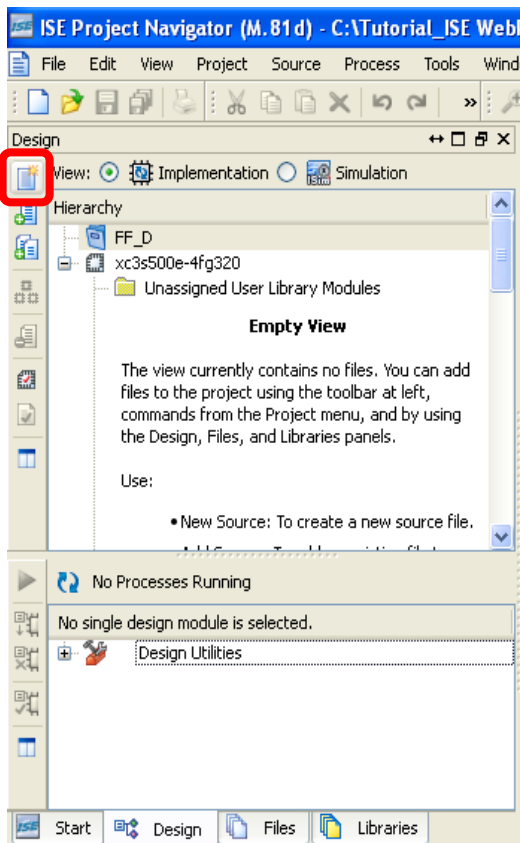 ISE Project Navigator (M.81d) - C:\Tutorial_ISE Web
File Edit View Project Source Process Tools Wind
»
Design
View: Implementation Simulation
Hierarchy
FF_D
xc3s500e-4fg320
Unassigned User Library Modules
Empty View
The view currently contains no files. You can add
files to the project using the toolbar at left,
commands from the Project menu, and by using
the Design, Files, and Libraries panels.
Use:
•New Source: To create a new source file.
No Processes Running
No single design module is selected.
Design Utilities
Start Design Files Libraries